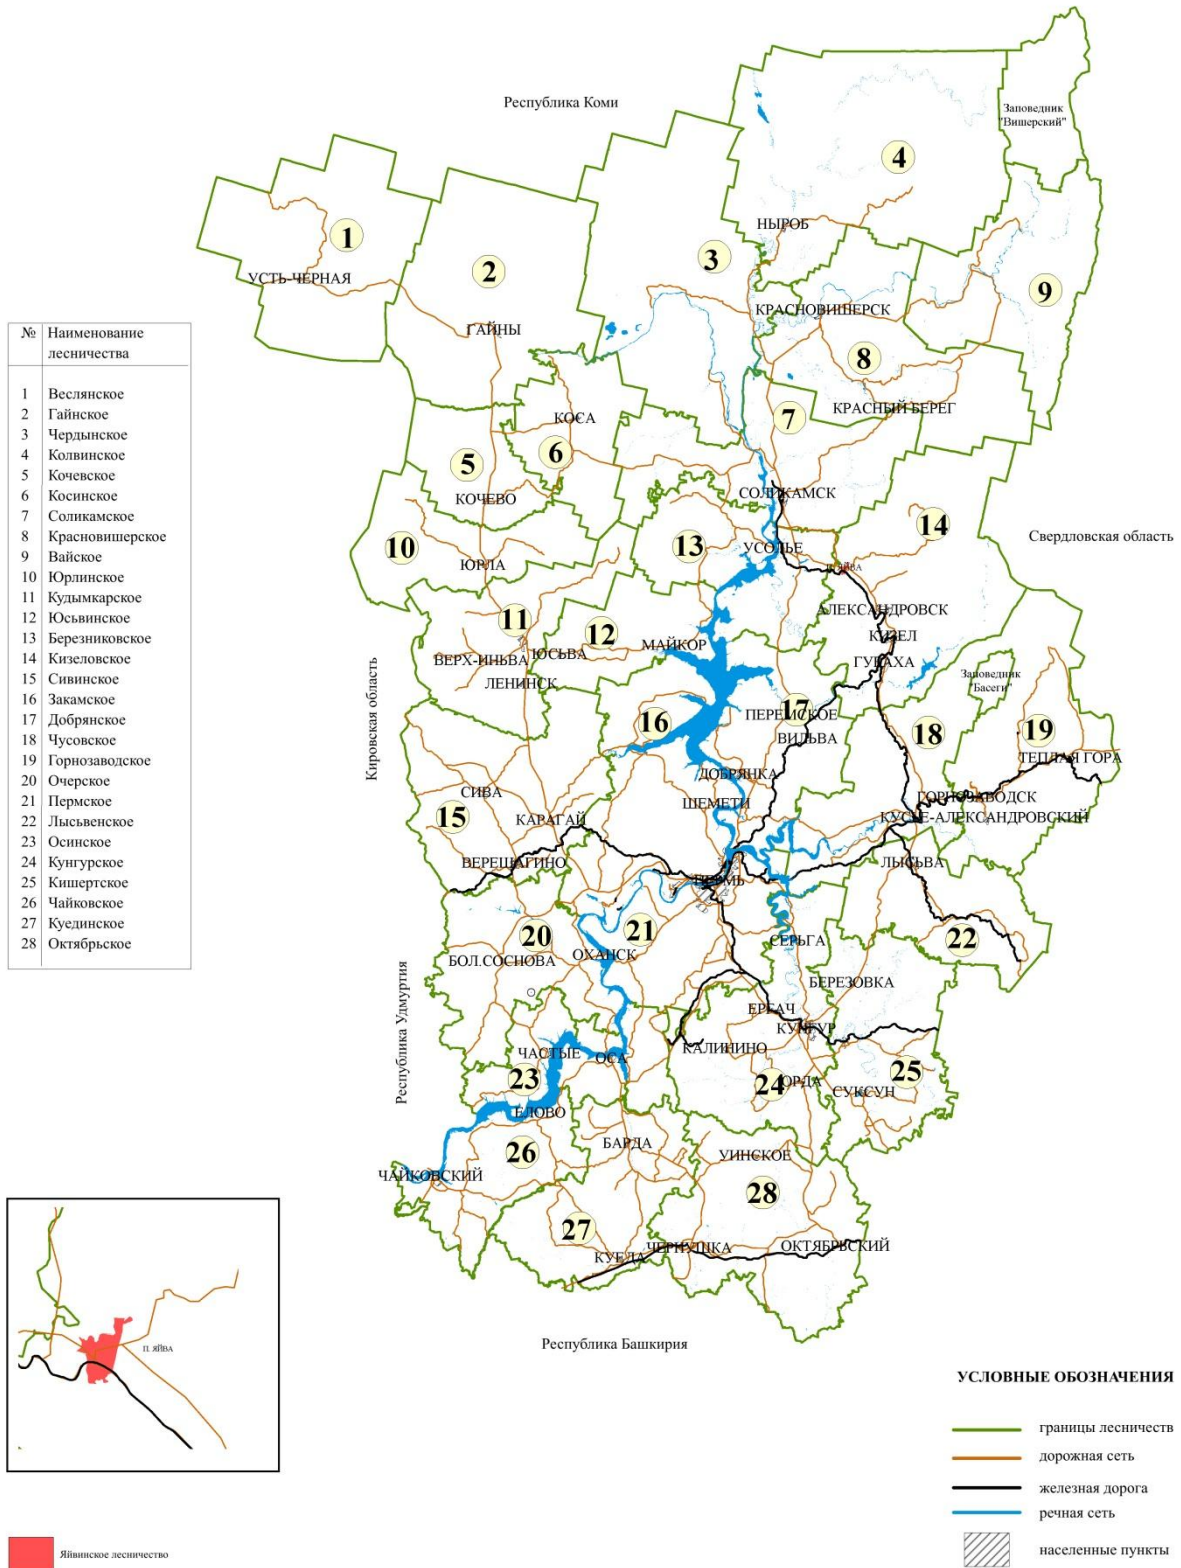 Республика Коми
Заповедник
"Вишерский"
4
НЫРОБ
1
УСТЬ-ЧЕРНАЯ
2
3
9
КРАСНОВИШЕРСК
ГАЙНЫ
8
КРАСНЫЙ БЕРЕГ
КОСА
7
6
5
КОЧЕВО
СОЛИКАМСК
14
Свердловская область
10
13
УСОЛЬЕ
ЮРЛА
П. ЯЙВА
АЛЕКСАНДРОВСК
11
12
КИЗЕЛ
МАЙКОР
ЮСЬВА
ВЕРХ-ИНЬВА
ГУБАХА
ЛЕНИНСК
Заповедник
"Басеги"
Кировская область
16
17
ПЕРЕМСКОЕ
ВИЛЬВА
18
19
ТЕПЛАЯ ГОРА
ДОБРЯНКА
СИВА
ШЕМЕТИ
ГОРНОЗАВОДСК
15
КАРАГАЙ
КУСЬЕ-АЛЕКСАНДРОВСКИЙ
ВЕРЕЩАГИНО
ЛЫСЬВА
ПЕРМЬ
20
21
22
СЕРЬГА
ОХАНСК
БОЛ.СОСНОВА
БЕРЕЗОВКА
Республика Удмуртия
ЕРГАЧ
КУНГУР
КАЛИНИНО
ЧАСТЫЕ
ОСА
23
24
ОРДА
25
СУКСУН
ЕЛОВО
БАРДА
26
УИНСКОЕ
ЧАЙКОВСКИЙ
28
27
ЧЕРНУШКА
ОКТЯБРЬСКИЙ
КУЕДА
Республика Башкирия
№ Наименование
лесничества
1 Веслянское
2 Гайнское
3 Чердынское
4 Колвинское
5 Кочевское
6 Косинское
7 Соликамское
8 Красновишерское
9 Вайское
10 Юрлинское
11 Кудымкарское
12 Юсьвинское
13 Березниковское
14 Кизеловское
15 Сивинское
16 Закамское
17 Добрянское
18 Чусовское
19 Горнозаводское
20 Очерское
21 Пермское
22 Лысьвенское
23 Осинское
24 Кунгурское
25 Кишертское
26 Чайковское
27 Куединское
28 Октябрьское
П. ЯЙВА
Яйвинское лесничество
УСЛОВНЫЕ ОБОЗНАЧЕНИЯ
границы лесничеств
дорожная сеть
железная дорога
речная сеть
населенные пункты